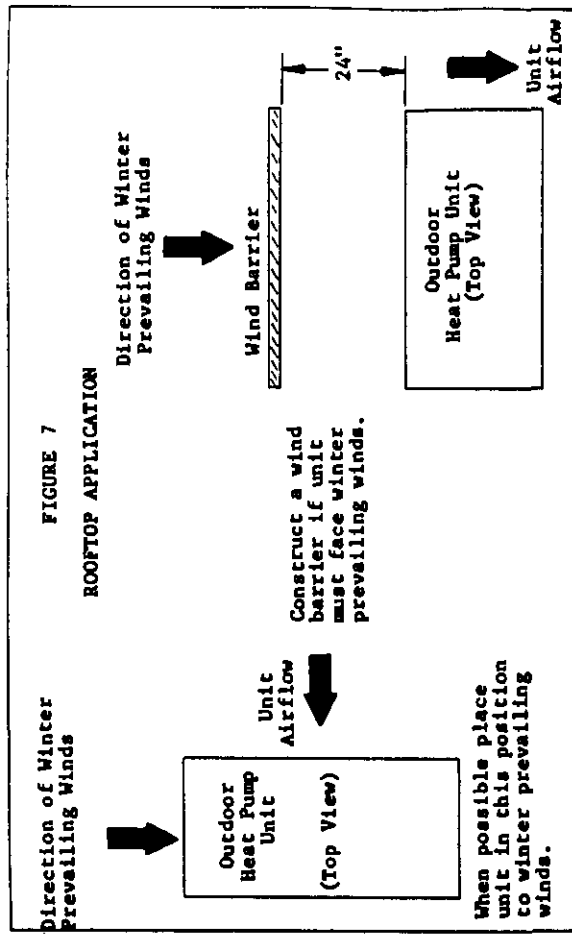 FIGURE 7
ROOFTOP APPLICATION
Direction of Winter
Prevailing Winds
Outdoor
Heat Pump
Unit
(Top View)
Unit
Airflow
When possible place
unit in this position
to winter prevailing
winds.
Construct a wind
barrier if unit
must face winter
prevailing winds.
Direction of Winter
Prevailing Winds
Wind Barrier
24"
Outdoor
Heat Pump Unit
(Top View)
Unit
Airflow